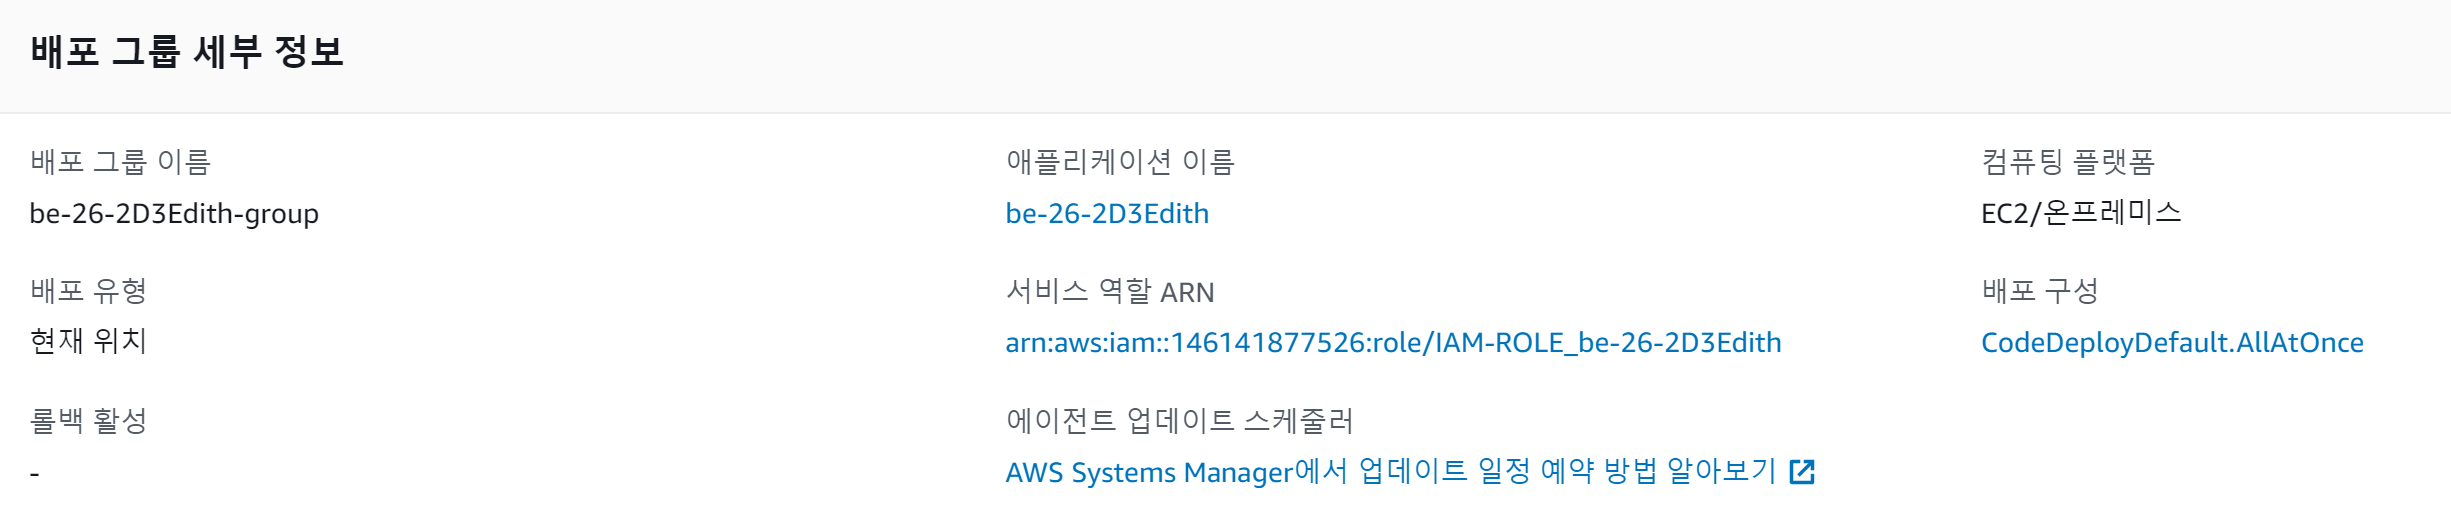 배포 그룹 세부 정보
배포 그룹 이름
be-26-2D3Edith-group
애플리케이션 이름
be-26-2D3Edith
컴퓨팅 플랫폼
EC2/온프레미스
배포 유형
현재 위치
서비스 역할 ARN
arn:aws:iam::146141877526:role/IAM-ROLE_be-26-2D3Edith
배포 구성
CodeDeployDefault.AllAtOnce
롤백 활성
-
에이전트 업데이트 스케줄러
AWS Systems Manager에서 업데이트 일정 예약 방법 알아보기